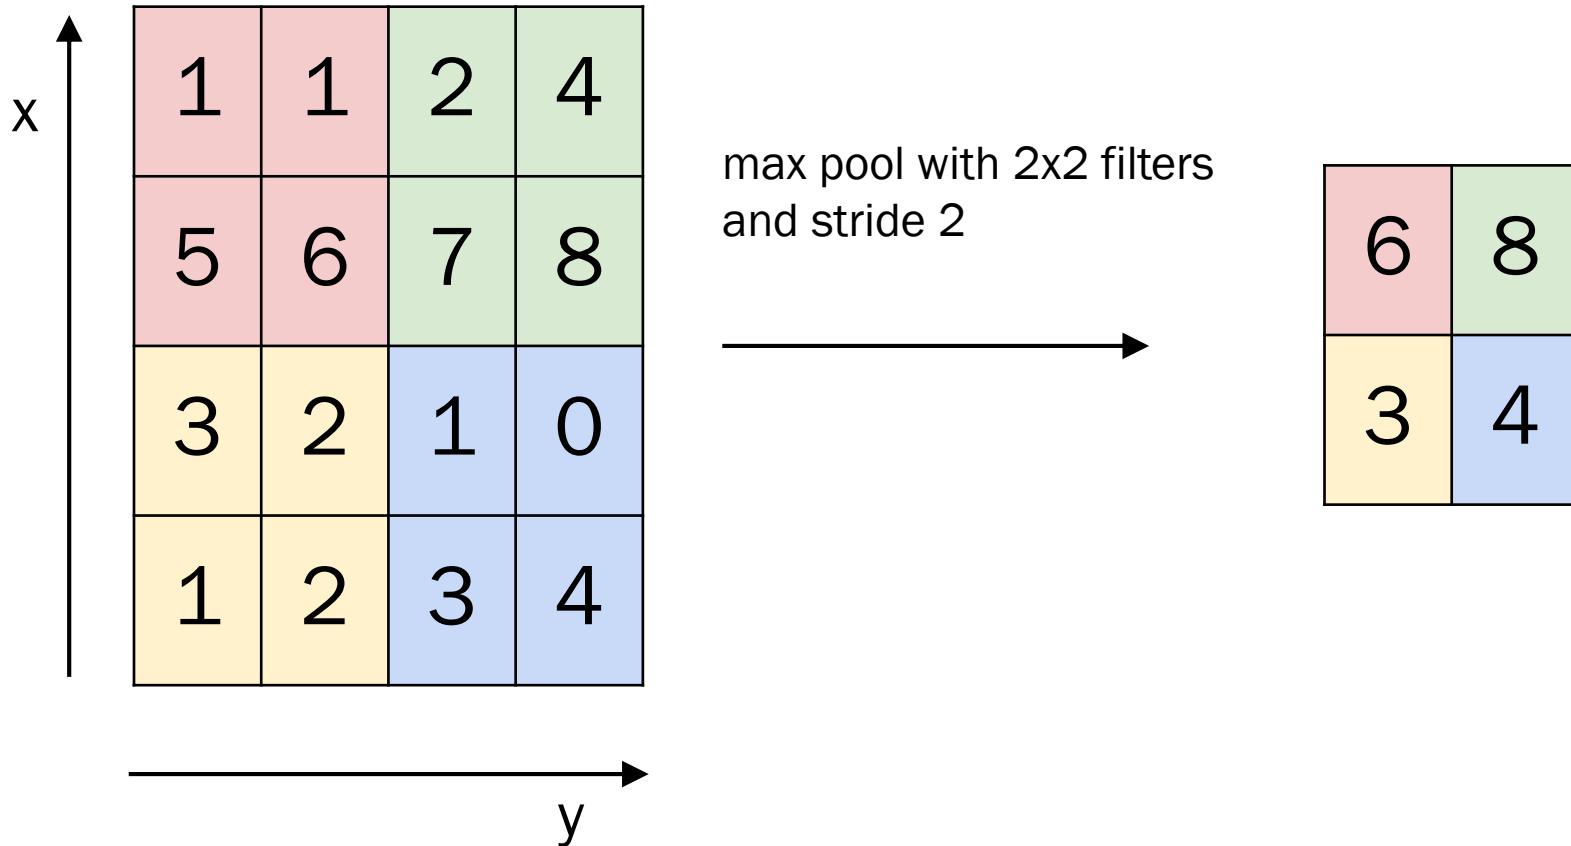 x
1 1 2 4
5 6 7 8
3 2 1 0
1 2 3 4
y
max pool with 2x2 filters
and stride 2
6 8
3 4